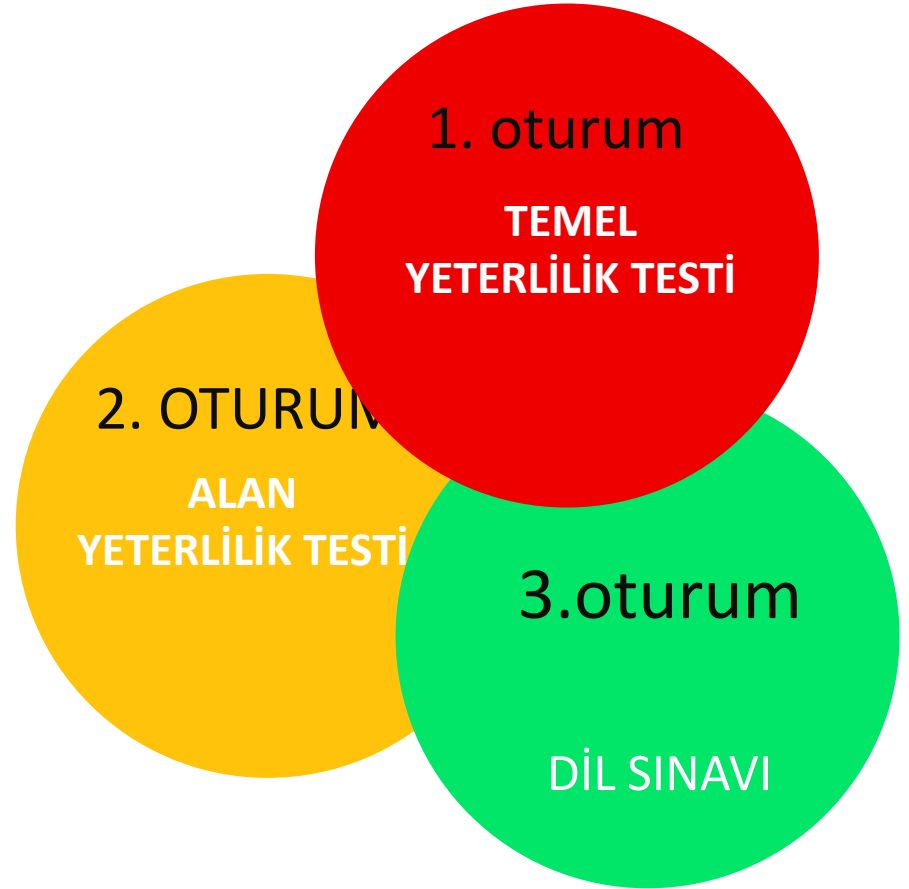 1. oturum
TEMEL
YETERLİLİK TESTİ
2. OTURUM
ALAN
YETERLİLİK TESTİ
3.oturum
DİL SINAVI